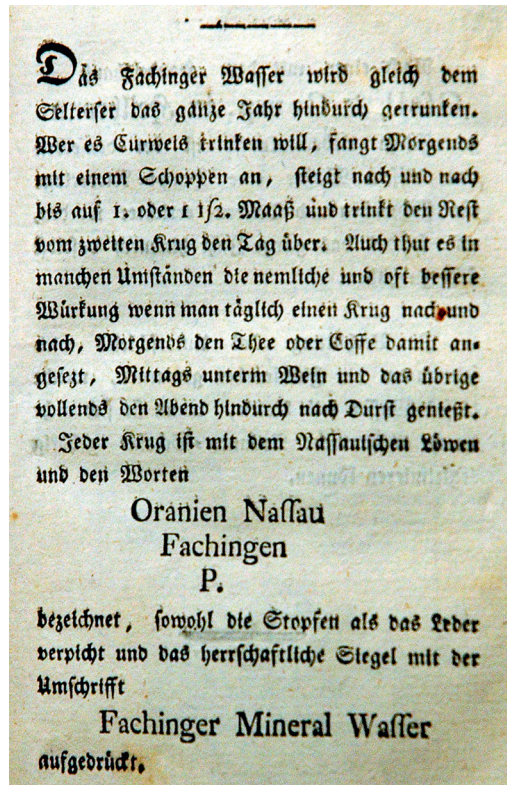 Das Fachinger Wasser wird gleich dem
Selterser das ganze Jahr hindurch getrunken.
Wer es Curweis trinken will, fangt Morgends
mit einem Schoppen an, steigt nach und nach
bis auf 1. oder 1 1/2. Maaß und trinkt den Rest
vom zweiten Krug den Tag über. Auch thut es in
manchen Umständen die nemliche und oft bessere
Würkung wenn man täglich einen Krug nach und
nach, Morgends den Thee oder Coffe damit an-
gesezt, Mittags unterm Wein und das übrige
vollends den Abend hindurch nach Durst genießt.
Jeder Krug ist mit dem Nassauischen Löwen
und den Worten
Oranien Nassau
Fachingen
P.
bezeichnet, sowohl die Stopfen als das Leder
verpicht und das herrschaftliche Siegel mit der
Umschrifft
Fachinger Mineral Wasser
aufgedrückt.